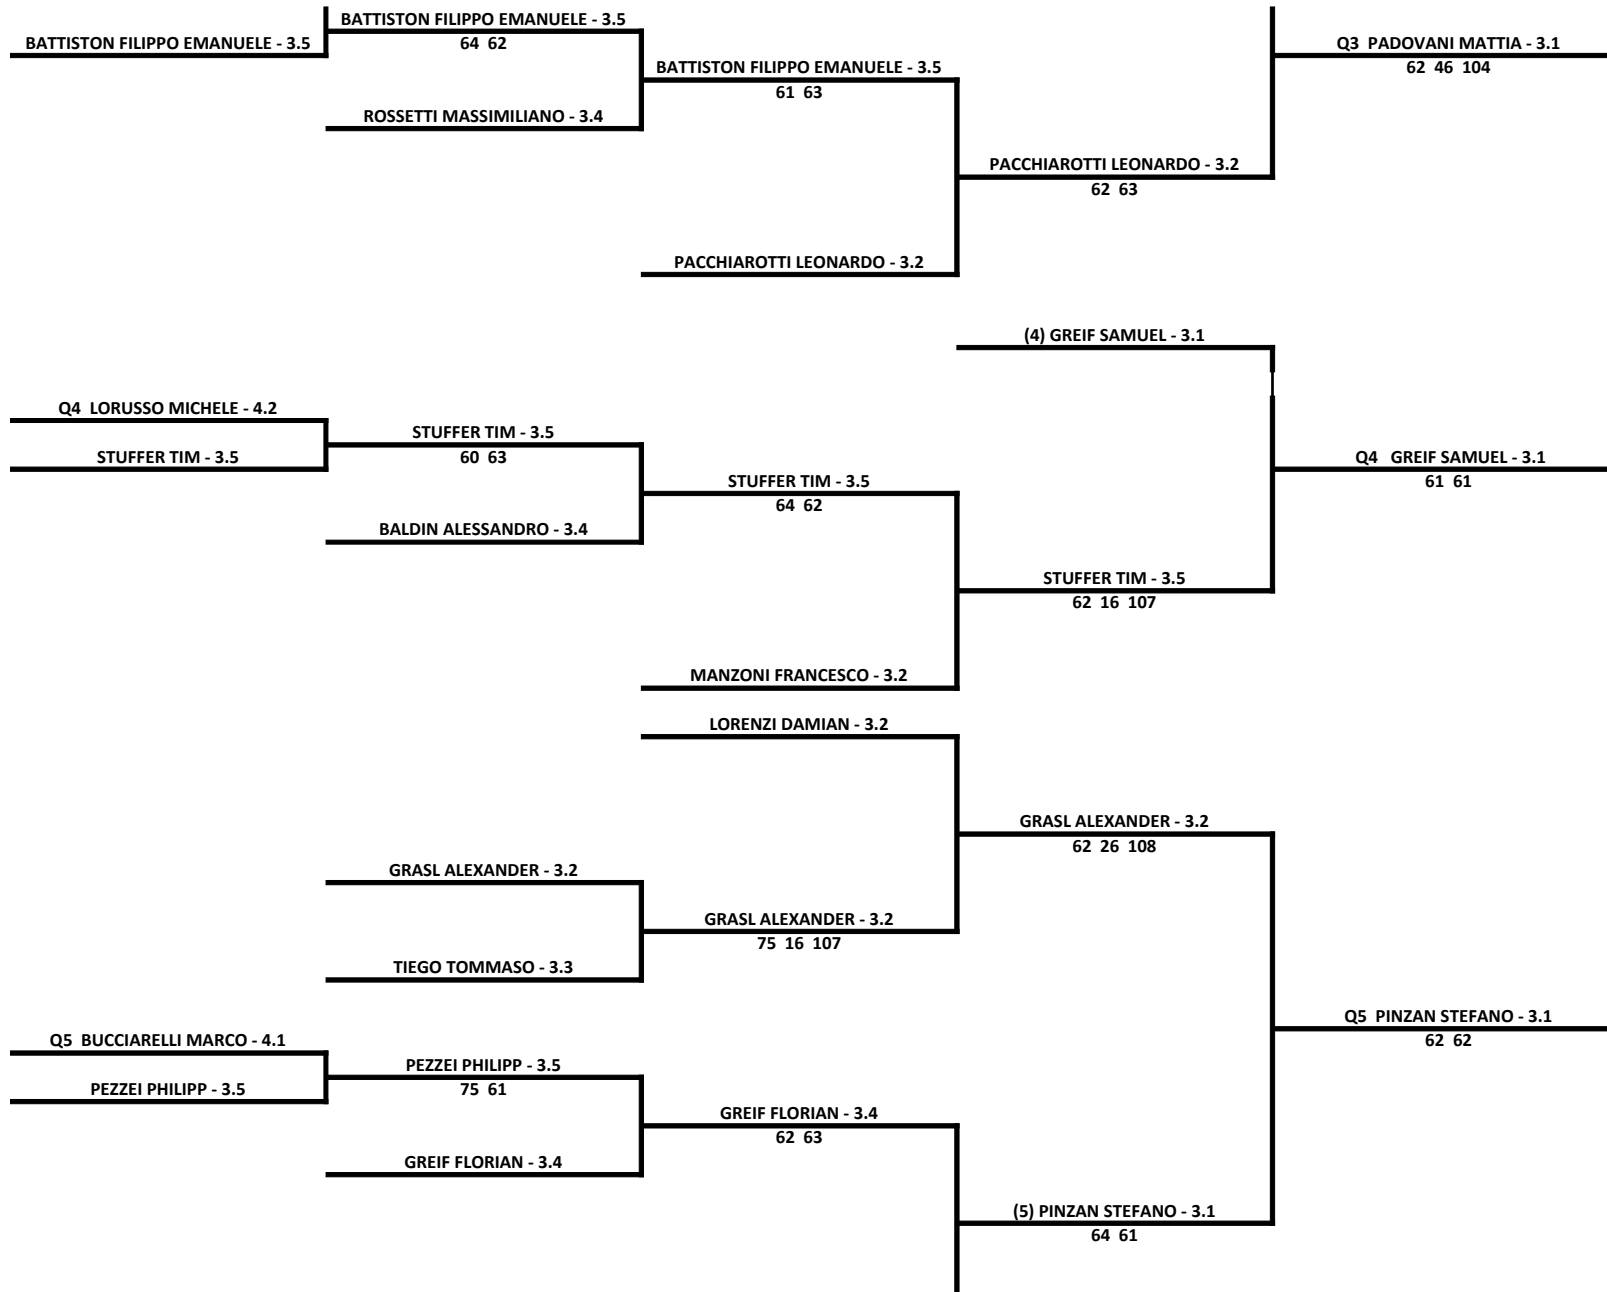 BATTISTON FILIPPO EMANUELE - 3.5
BATTISTON FILIPPO EMANUELE - 3.5
64 62
Q3 PADOVANI MATTIA - 3.1
62 46 104
BATTISTON FILIPPO EMANUELE - 3.5
61 63
ROSSETTI MASSIMILIANO - 3.4
PACCHIAROTTI LEONARDO - 3.2
62 63
PACCHIAROTTI LEONARDO - 3.2
(4) GREIF SAMUEL - 3.1
Q4 LORUSSO MICHELE - 4.2
STUFFER TIM - 3.5
60 63
STUFFER TIM - 3.5
Q4 GREIF SAMUEL - 3.1
61 61
STUFFER TIM - 3.5
64 62
BALDIN ALESSANDRO - 3.4
STUFFER TIM - 3.5
62 16 107
MANZONI FRANCESCO - 3.2
LORENZI DAMIAN - 3.2
GRASL ALEXANDER - 3.2
62 26 108
GRASL ALEXANDER - 3.2
GRASL ALEXANDER - 3.2
75 16 107
TIEGO TOMMASO - 3.3
Q5 PINZAN STEFANO - 3.1
62 62
Q5 BUCCIARELLI MARCO - 4.1
PEZZEI PHILIPP - 3.5
75 61
PEZZEI PHILIPP - 3.5
GREIF FLORIAN - 3.4
62 63
GREIF FLORIAN - 3.4
(5) PINZAN STEFANO - 3.1
64 61